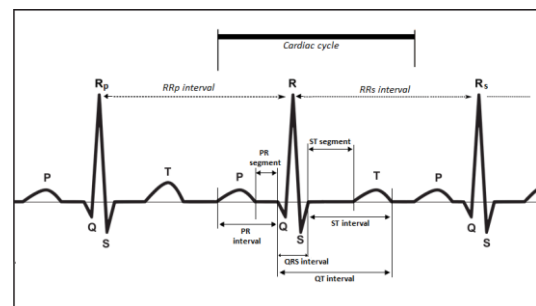 Cardiac cycle
Rp
RRp interval
R
RRs interval
Rs
ST segment
PR
segment
P
T
P
T
P
Q
S
Q
S
Q
S
PR
interval
ST interval
QRS interval
QT interval